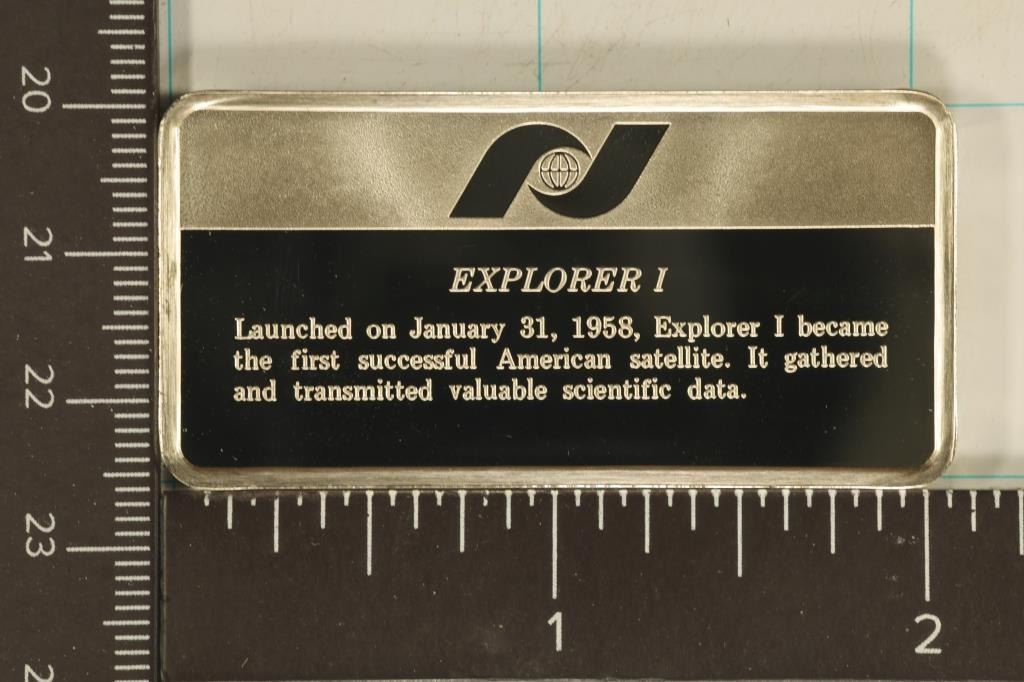 20
21
22
23
EXPLORER I
Launched on January 31, 1958, Explorer I became
the first successful American satellite. It gathered
and transmitted valuable scientific data.
1
2